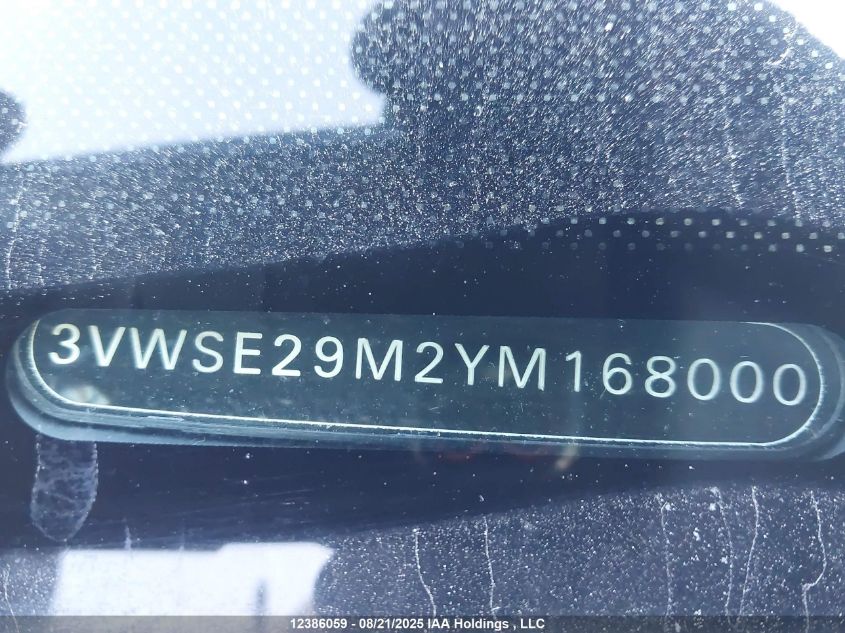 3VWSE29M2YM168000
12386059 - 08/21/2025 IAA Holdings , LLC